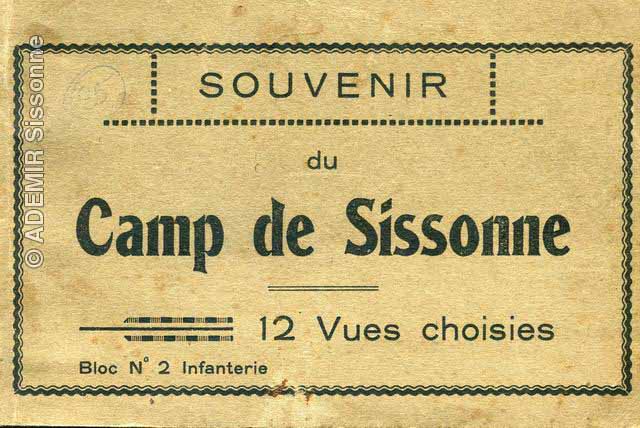 SOUVENIR
du
Camp de Sissonne
12 Vues choisies
Bloc N° 2 Infanterie
© ADEMIR Sissonne